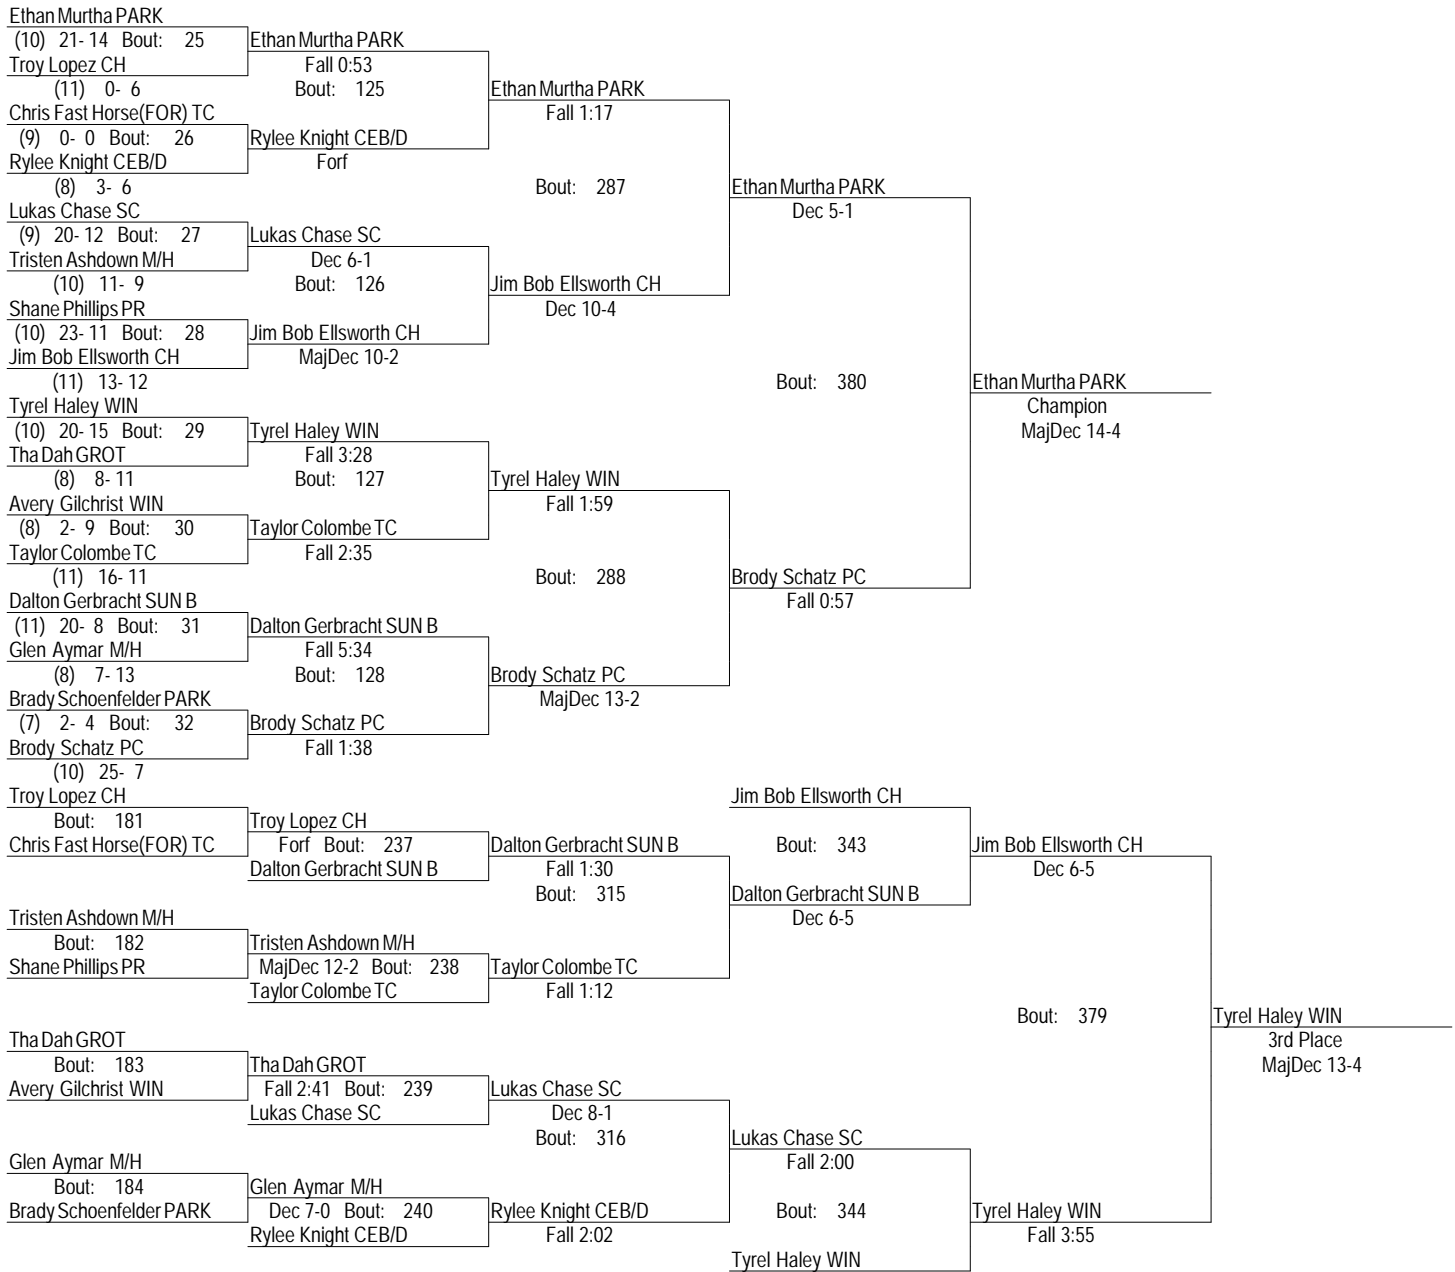 Ethan Murtha PARK
(10) 21- 14 Bout: 25 Ethan Murtha PARK
Troy Lopez CH Fall 0:53
(11) 0- 6 Bout: 125 Ethan Murtha PARK
Chris Fast Horse(FOR) TC Fall 1:17
(9) 0- 0 Bout: 26 Rylee Knight CEB/D
Rylee Knight CEB/D Forf
(8) 3- 6 Bout: 287 Ethan Murtha PARK
Lukas Chase SC Dec 5-1
(9) 20- 12 Bout: 27 Lukas Chase SC
Tristen Ashdown M/H Dec 6-1
(10) 11- 9 Bout: 126 Jim Bob Ellsworth CH
Shane Phillips PR Dec 10-4
(10) 23- 11 Bout: 28 Jim Bob Ellsworth CH
Jim Bob Ellsworth CH MajDec 10-2
(11) 13- 12 Bout: 380 Ethan Murtha PARK
Tyrel Haley WIN Champion
(10) 20- 15 Bout: 29 Tyrel Haley WIN MajDec 14-4
Tha Dah GROT Fall 3:28
(8) 8- 11 Bout: 127 Tyrel Haley WIN
Avery Gilchrist WIN Fall 1:59
(8) 2- 9 Bout: 30 Taylor Colombe TC
Taylor Colombe TC Fall 2:35
(11) 16- 11 Bout: 288 Brody Schatz PC
Dalton Gerbracht SUN B Fall 0:57
(11) 20- 8 Bout: 31 Dalton Gerbracht SUN B
Glen Aymar M/H Fall 5:34
(8) 7- 13 Bout: 128 Brody Schatz PC
Brady Schoenfelder PARK MajDec 13-2
(7) 2- 4 Bout: 32 Brody Schatz PC
Brody Schatz PC Fall 1:38
(10) 25- 7
Troy Lopez CH Jim Bob Ellsworth CH
Bout: 181 Troy Lopez CH
Chris Fast Horse(FOR) TC Forf Bout: 237 Dalton Gerbracht SUN B Bout: 343 Jim Bob Ellsworth CH
Dalton Gerbracht SUN B Fall 1:30 Dec 6-5
Bout: 315 Dalton Gerbracht SUN B
Tristen Ashdown M/H Dec 6-5
Bout: 182 Tristen Ashdown M/H
Shane Phillips PR MajDec 12-2 Bout: 238 Taylor Colombe TC
Taylor Colombe TC Fall 1:12
Bout: 379 Tyrel Haley WIN
Tha Dah GROT 3rd Place
Bout: 183 Tha Dah GROT MajDec 13-4
Avery Gilchrist WIN Fall 2:41 Bout: 239 Lukas Chase SC
Lukas Chase SC Dec 8-1
Bout: 316 Lukas Chase SC
Glen Aymar M/H Fall 2:00
Bout: 184 Glen Aymar M/H
Brady Schoenfelder PARK Dec 7-0 Bout: 240 Rylee Knight CEB/D Bout: 344 Tyrel Haley WIN
Rylee Knight CEB/D Fall 2:02 Fall 3:55
Tyrel Haley WIN